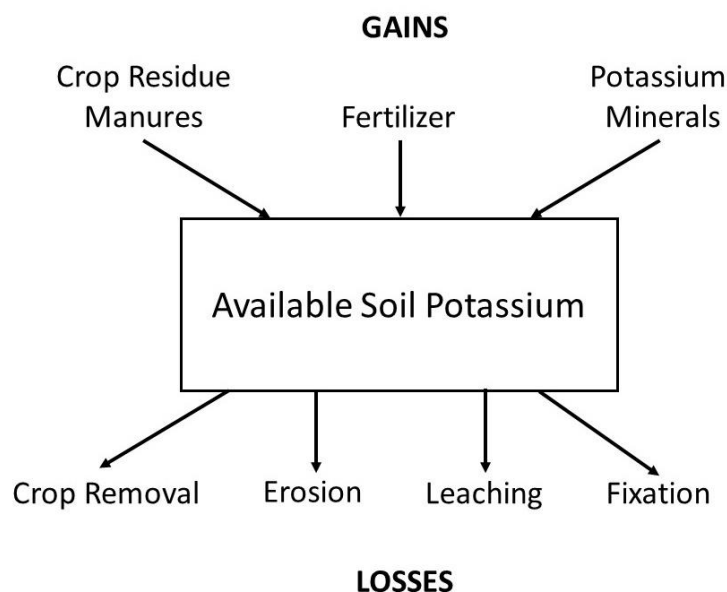 GAINS
Crop Residue
Manures
Fertilizer
Potassium
Minerals
Available Soil Potassium
Crop Removal
Erosion
Leaching
Fixation
LOSSES